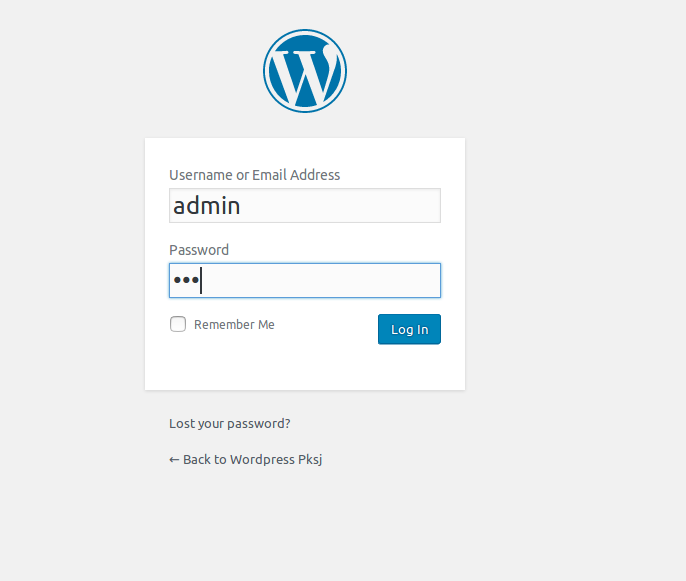 Username or Email Address
admin
Password
•••
Remember Me
Log In
Lost your password?
← Back to Wordpress Pksj